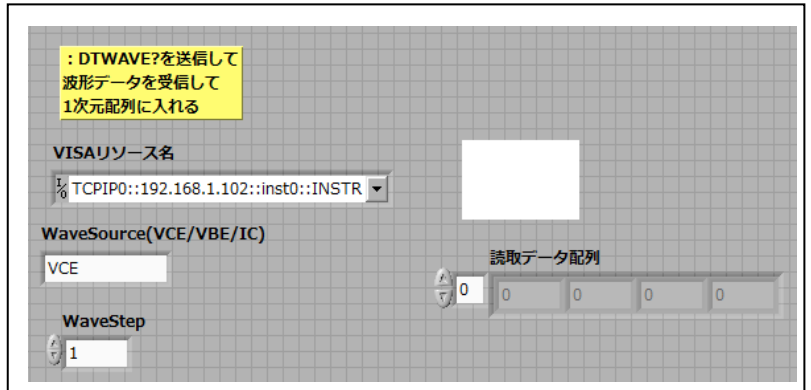 ：DTWAVE?を送信して
波形データを受信して
1次元配列に入れる
VISAリソース名
I/0 TCPIP0::192.168.1.102::inst0::INSTR
WaveSource(VCE/VBE/IC)
VCE
読取データ配列
0 0 0 0 0
WaveStep
1